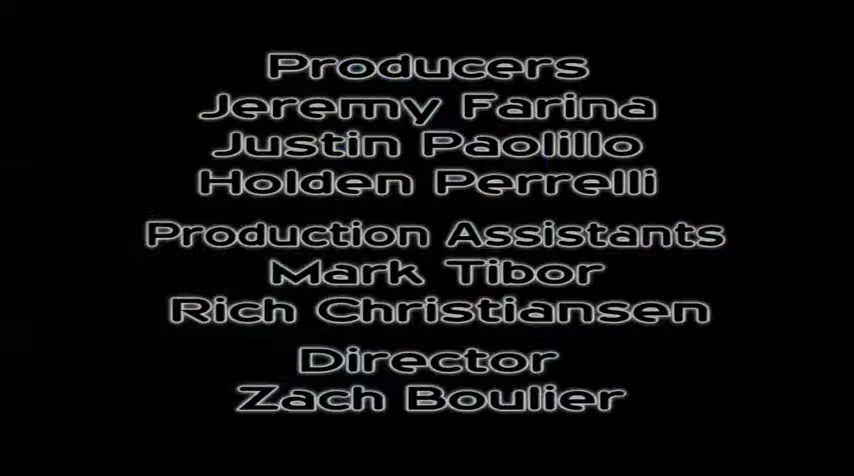 Producers
Jeremy Farina
Justin Paolillo
Holden Perrelli
Production Assistants
Mark Tibor
Rich Christiansen
Director
Zach Boulier